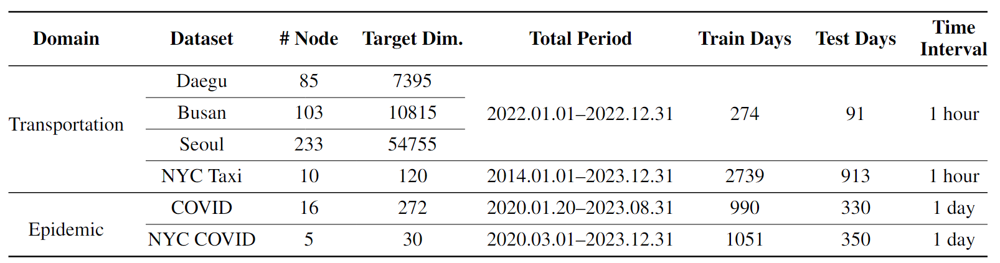 Domain Dataset # Node Target Dim. Total Period Train Days Test Days Time Interval
Transportation
Daegu 85 7395
Busan 103 10815
Seoul 233 54755
2022.01.01–2022.12.31 274 91 1 hour
NYC Taxi 10 120 2014.01.01–2023.12.31 2739 913 1 hour
Epidemic
COVID 16 272 2020.01.20–2023.08.31 990 330 1 day
NYC COVID 5 30 2020.03.01–2023.12.31 1051 350 1 day